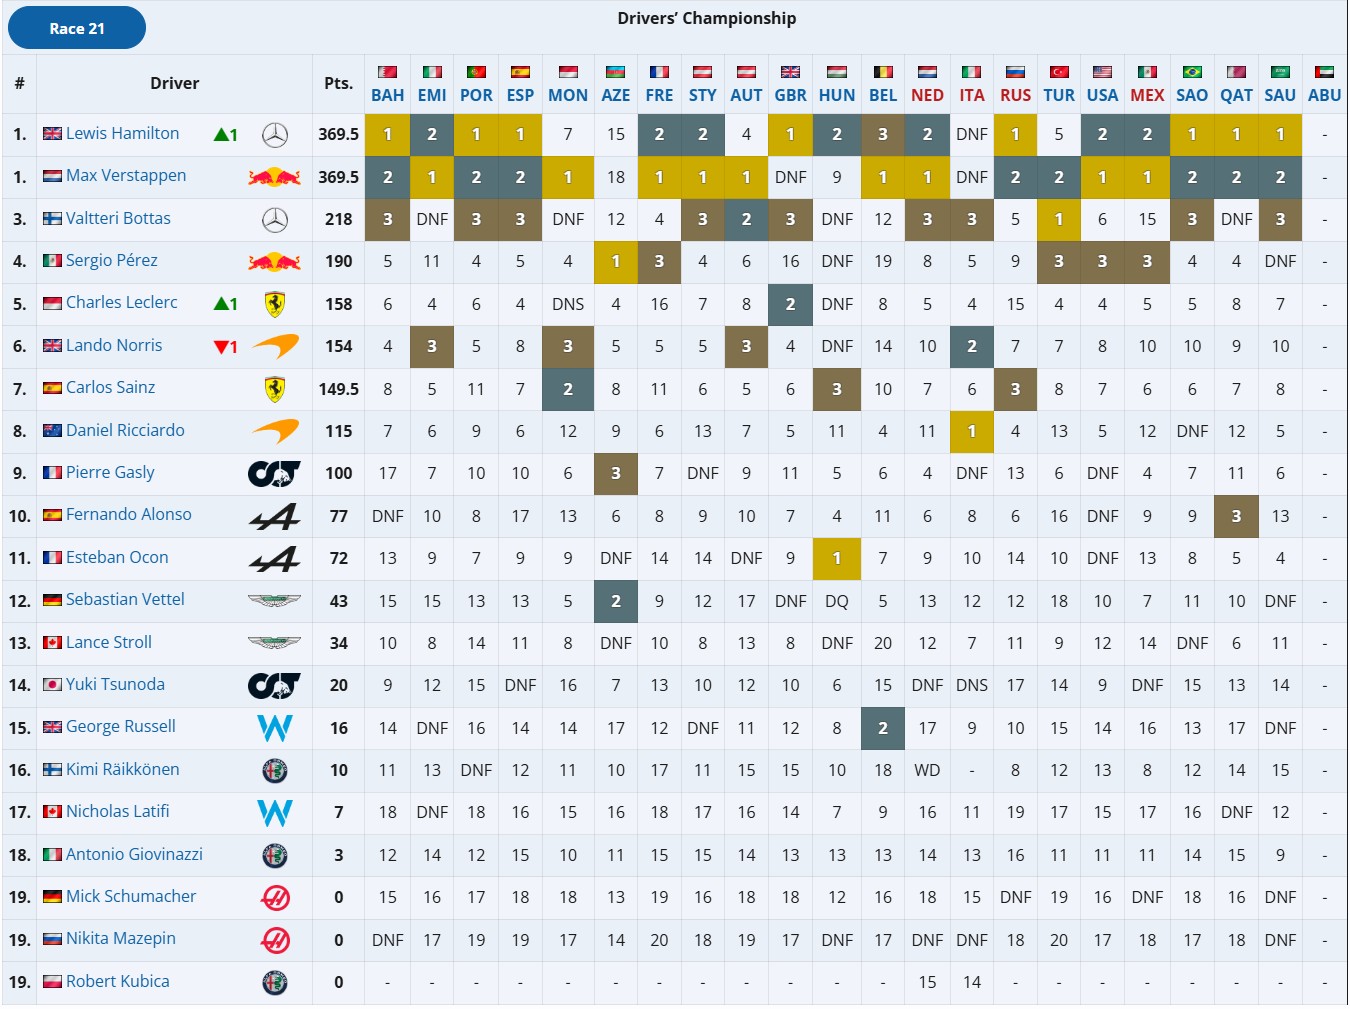 Race 21
Drivers’ Championship
# Driver Pts. BAH EMI POR ESP MON AZE FRE STY AUT GBR HUN BEL NED ITA RUS TUR USA MEX SAO QAT SAU ABU
1. Lewis Hamilton ▲1 369.5 1 2 1 1 7 15 2 2 4 1 2 3 2 DNF 1 5 2 2 1 1 1 -
1. Max Verstappen 369.5 2 1 2 2 1 18 1 1 1 DNF 9 1 1 DNF 2 2 1 1 2 2 2 -
3. Valtteri Bottas 218 3 DNF 3 3 DNF 12 4 3 2 3 DNF 12 3 3 5 1 6 15 3 DNF 3 -
4. Sergio Pérez 190 5 11 4 5 4 1 3 4 6 16 DNF 19 8 5 9 3 3 3 4 4 DNF -
5. Charles Leclerc ▲1 158 6 4 6 4 DNS 4 16 7 8 2 DNF 8 5 4 15 4 4 5 5 8 7 -
6. Lando Norris ▼1 154 4 3 5 8 3 5 5 5 3 4 DNF 14 10 2 7 7 8 10 10 9 10 -
7. Carlos Sainz 149.5 8 5 11 7 2 8 11 6 5 6 3 10 7 6 3 8 7 6 6 7 8 -
8. Daniel Ricciardo 115 7 6 9 6 12 9 6 13 7 5 11 4 11 1 4 13 5 12 DNF 12 5 -
9. Pierre Gasly 100 17 7 10 10 6 3 7 DNF 9 11 5 6 4 DNF 13 6 DNF 4 7 11 6 -
10. Fernando Alonso 77 DNF 10 8 17 13 6 8 9 10 7 4 11 6 8 6 16 DNF 9 9 3 13 -
11. Esteban Ocon 72 13 9 7 9 9 DNF 14 14 DNF 9 1 7 9 10 14 10 DNF 13 8 5 4 -
12. Sebastian Vettel 43 15 15 13 13 5 2 9 12 17 DNF DQ 5 13 12 12 18 10 7 11 10 DNF -
13. Lance Stroll 34 10 8 14 11 8 DNF 10 8 13 8 DNF 20 12 7 11 9 12 14 DNF 6 11 -
14. Yuki Tsunoda 20 9 12 15 DNF 16 7 13 10 12 10 6 15 DNF DNS 17 14 9 DNF 15 13 14 -
15. George Russell 16 14 DNF 16 14 14 17 12 DNF 11 12 8 2 17 9 10 15 14 16 13 17 DNF -
16. Kimi Räikkönen 10 11 13 DNF 12 11 10 17 11 15 15 10 18 WD - 8 12 13 8 12 14 15 -
17. Nicholas Latifi 7 18 DNF 18 16 15 16 18 17 16 14 7 9 16 11 19 17 15 17 16 DNF 12 -
18. Antonio Giovinazzi 3 12 14 12 15 10 11 15 15 14 13 13 13 14 13 16 11 11 11 14 15 9 -
19. Mick Schumacher 0 15 16 17 18 18 13 19 16 18 18 12 16 18 15 DNF 19 16 DNF 18 16 DNF -
19. Nikita Mazepin 0 DNF 17 19 19 17 14 20 18 19 17 DNF 17 DNF DNF 18 20 17 18 17 18 DNF -
19. Robert Kubica 0 - - - - - - - - - - - - 15 14 - - - - - - - -